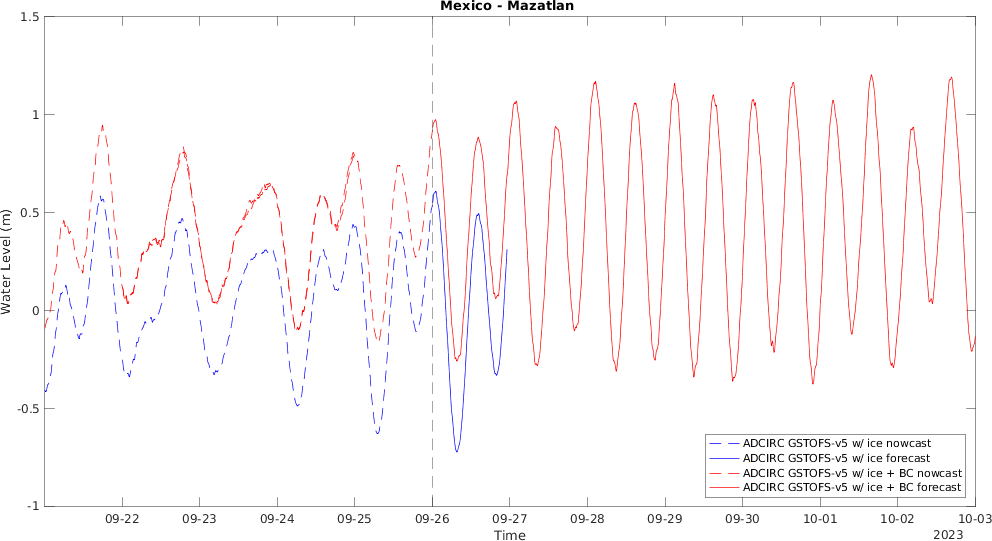 Mexico - Mazatlan
Water Level (m)
1.5
1
0.5
0
-0.5
-1
09-22
09-23
09-24
09-25
09-26
09-27
09-28
09-29
09-30
10-01
10-02
10-03
2023
Time
ADCIRC GSTOFS-v5 w/ ice nowcast
ADCIRC GSTOFS-v5 w/ ice forecast
ADCIRC GSTOFS-v5 w/ ice + BC nowcast
ADCIRC GSTOFS-v5 w/ ice + BC forecast